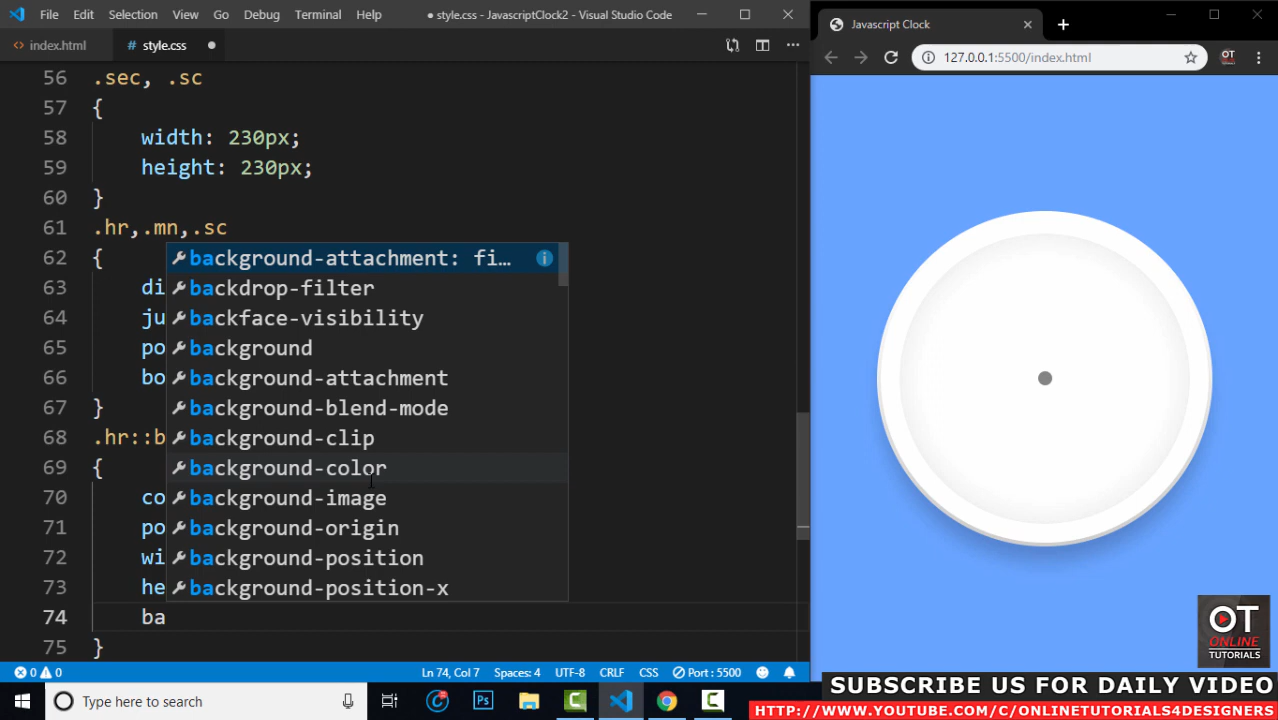 File Edit Selection View Go Debug Terminal Help ● style.css - JavascriptClock2 - Visual Studio Code
<> index.html # style.css ●
56 .sec, .sc
57 {
58 width: 230px;
59 height: 230px;
60 }
61 .hr,.mn,.sc
62 {
63 di
64 ju
65 po
66 bo
67 }
68 .hr::b
69 {
70 co
71 po
72 wi
73 he
74 ba
75 }
background-attachment: fi...
backdrop-filter
backface-visibility
background
background-attachment
background-blend-mode
background-clip
background-color
background-image
background-origin
background-position
background-position-x
0 0 Ln 74, Col 7 Spaces: 4 UTF-8 CRLF CSS Port : 5500
Type here to search
Ps
Javascript Clock
127.0.0.1:5500/index.html
OT
OT
ONLINE
TUTORIALS
SUBSCRIBE US FOR DAILY VIDEO
HTTP://WWW.YOUTUBE.COM/C/ONLINETUTORIALS4DESIGNERS